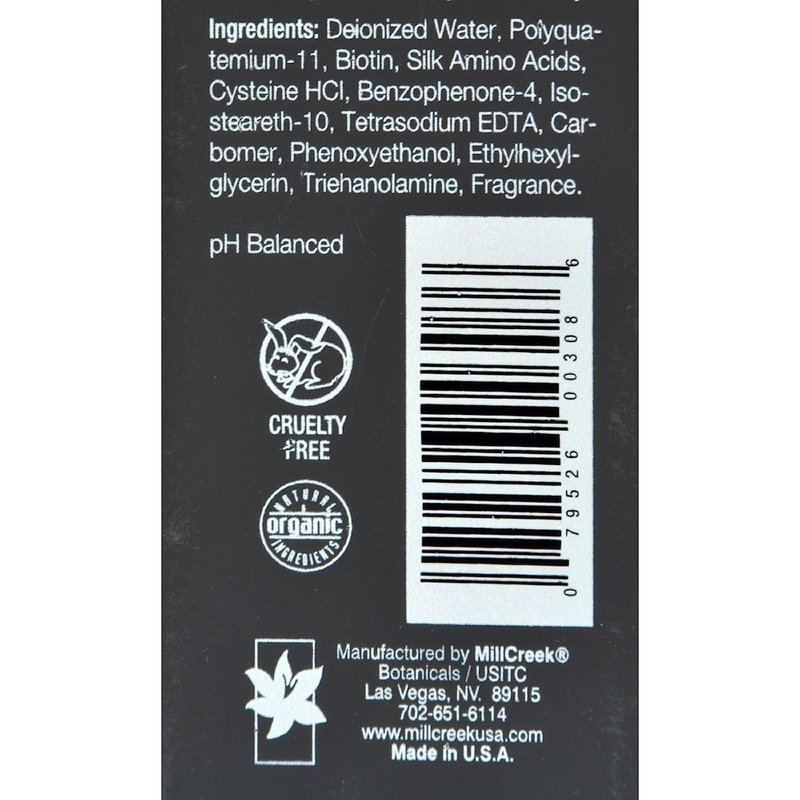 Ingredients: Deionized Water, Polyqua-
temium-11, Biotin, Silk Amino Acids,
Cysteine HCl, Benzophenone-4, Iso-
steareth-10, Tetrasodium EDTA, Car-
bomer, Phenoxyethanol, Ethylhexyl-
glycerin, Triehanolamine, Fragrance.
pH Balanced
CRUELTY
FREE
NATURAL
&
organic
INGREDIENTS
0 79526 00308 6
Manufactured by MillCreek®
Botanicals / USITC
Las Vegas, NV. 89115
702-651-6114
www.millcreekusa.com
Made in U.S.A.